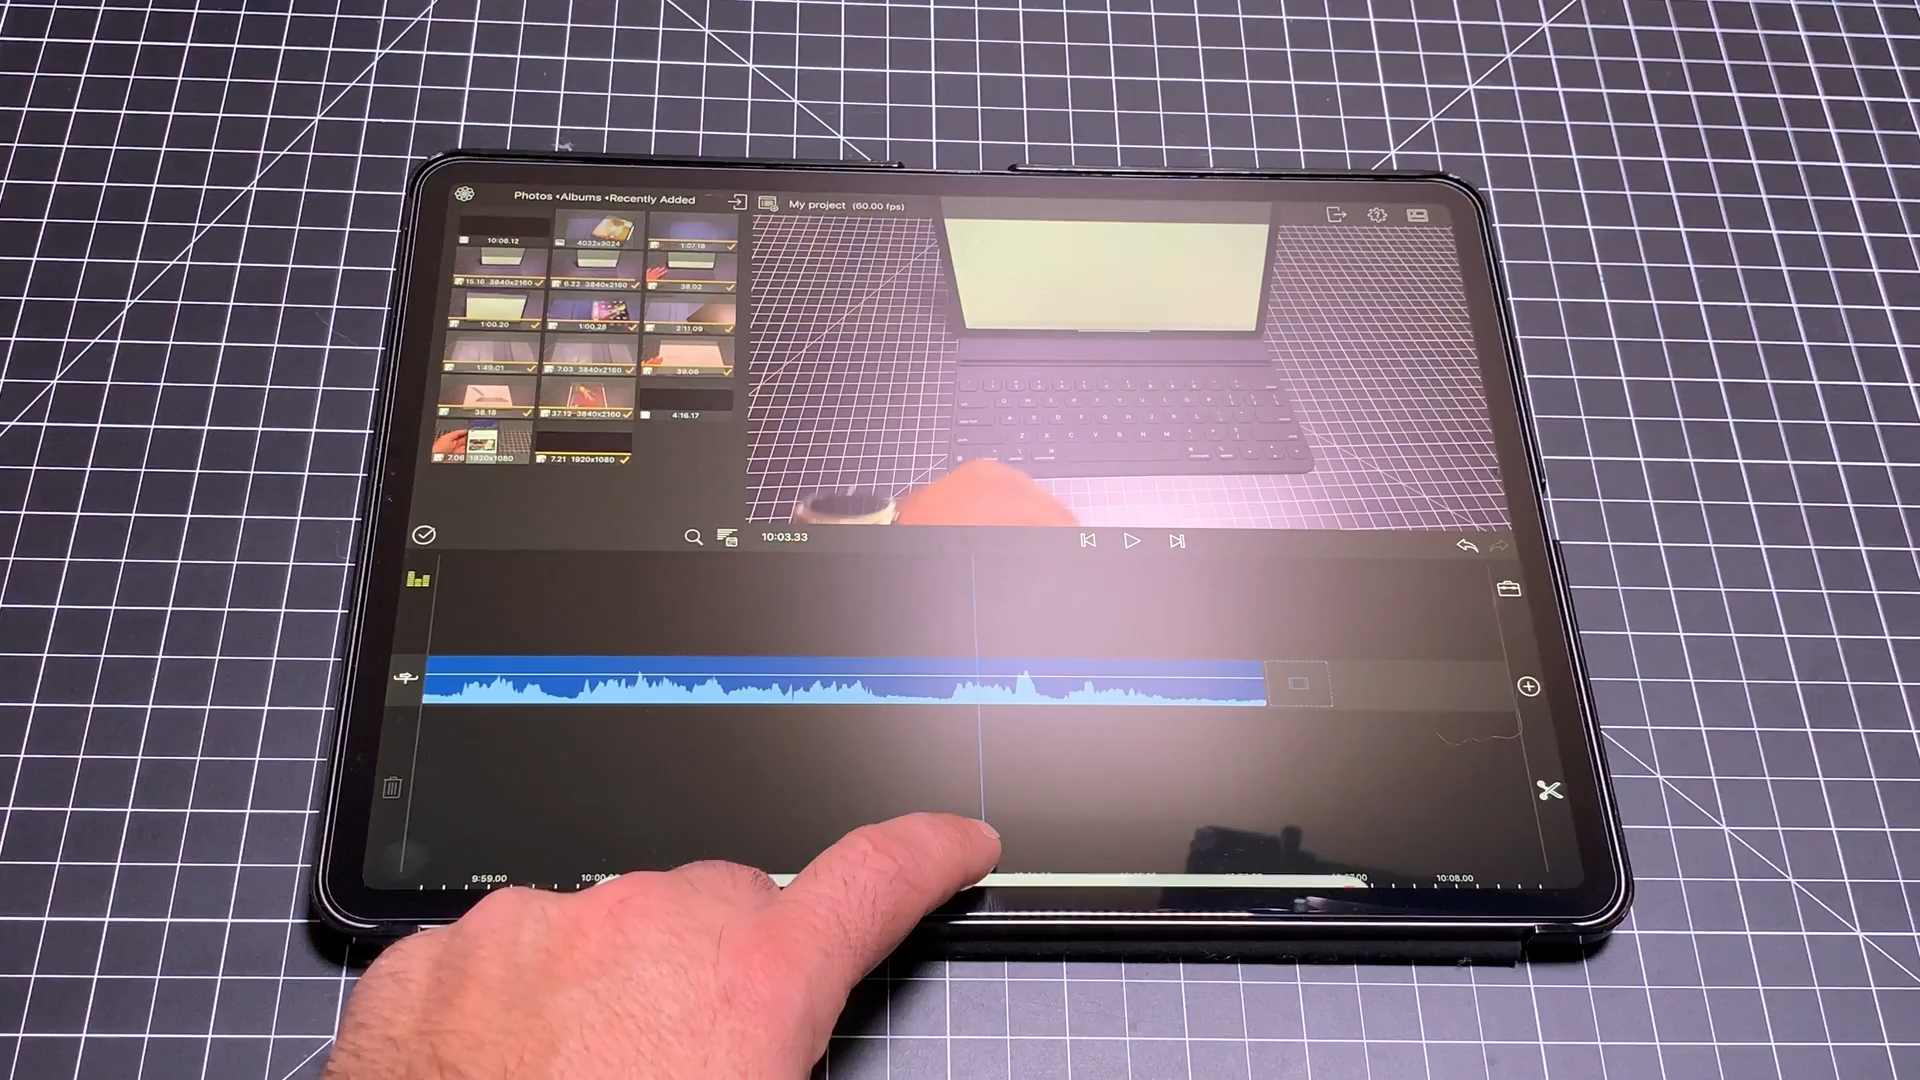 Photos ◂Albums ◂Recently Added
My project (60.00 fps)
10:06.12
4032x3024
1:07.18
15.16 3840x2160
6.22 3840x2160
38.02
1:00.20
1:00.28
2:11.09
1:49.01
7.03 3840x2160
39.06
38.18
37.12 3840x2160
4:16.17
7.06 1920x1080
7.21 1920x1080
10:03.33
9:59.00
10:00
10:08.00